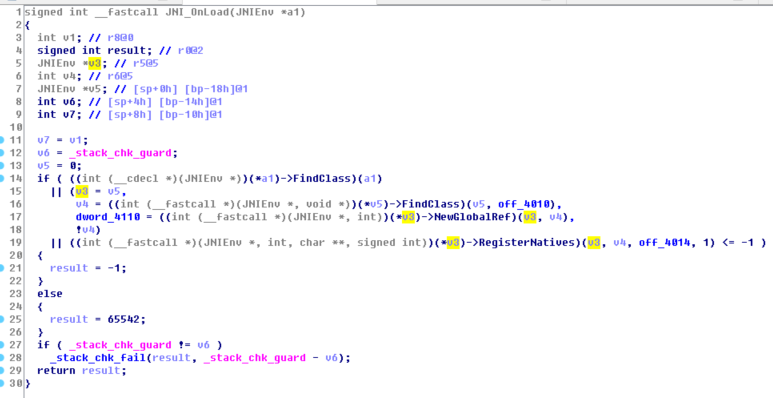 1 signed int __fastcall JNI_OnLoad(JNIEnv *a1)
2 {
3 int v1; // r8@0
4 signed int result; // r0@2
5 JNIEnv *v3; // r5@5
6 int v4; // r6@5
7 JNIEnv *v5; // [sp+0h] [bp-18h]@1
8 int v6; // [sp+4h] [bp-14h]@1
9 int v7; // [sp+8h] [bp-10h]@1
10
11 v7 = v1;
12 v6 = _stack_chk_guard;
13 v5 = 0;
14 if ( ((int (__cdecl *)(JNIEnv *))(*a1)->FindClass)(a1)
15 || (v3 = v5,
16 v4 = ((int (__fastcall *)(JNIEnv *, void *))(*v5)->FindClass)(v5, off_4010),
17 dword_4110 = ((int (__fastcall *)(JNIEnv *, int))(*v3)->NewGlobalRef)(v3, v4),
18 !v4)
19 || ((int (__fastcall *)(JNIEnv *, int, char **, signed int))(*v3)->RegisterNatives)(v3, v4, off_4014, 1) <= -1 )
20 {
21 result = -1;
22 }
23 else
24 {
25 result = 65542;
26 }
27 if ( _stack_chk_guard != v6 )
28 _stack_chk_fail(result, _stack_chk_guard - v6);
29 return result;
30 }